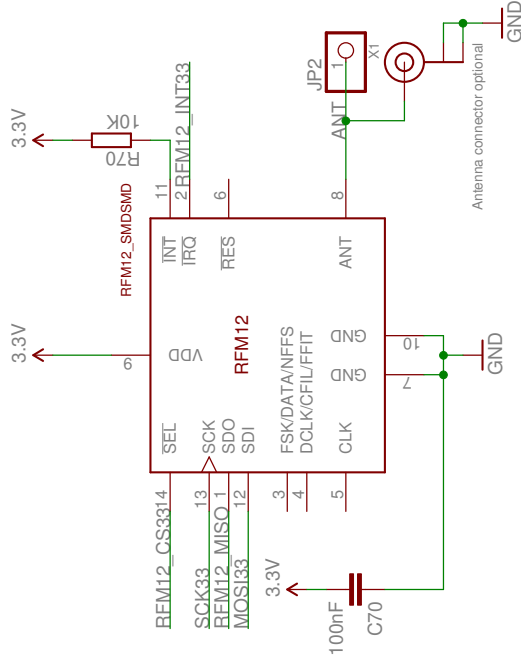 GND
X1
JP2
1
ANT
Antenna connector optional
3.3V
10K
R70
RFM12_INT33
11
2
6
8
RFM12_SMDSMD
INT
IRQ
RES
ANT
3.3V
9
VDD
RFM12
GND
10
GND
7
GND
SEL
SCK
SDO
SDI
FSK/DATA/NFFS
DCLK/CFIL/FFIT
CLK
14
13
1
12
3
4
5
RFM12_CS33
SCK33
RFM12_MISO
MOSI33
3.3V
100nF
C70